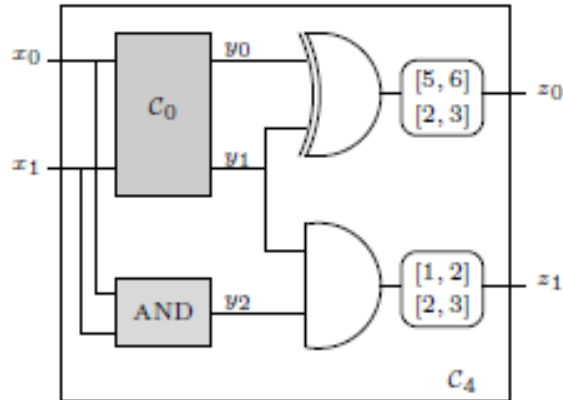 x₀ y₀
C₀ [5, 6] z₀
[2, 3]
x₁ y₁
[1, 2] z₁
AND y₂ [2, 3]
C₄